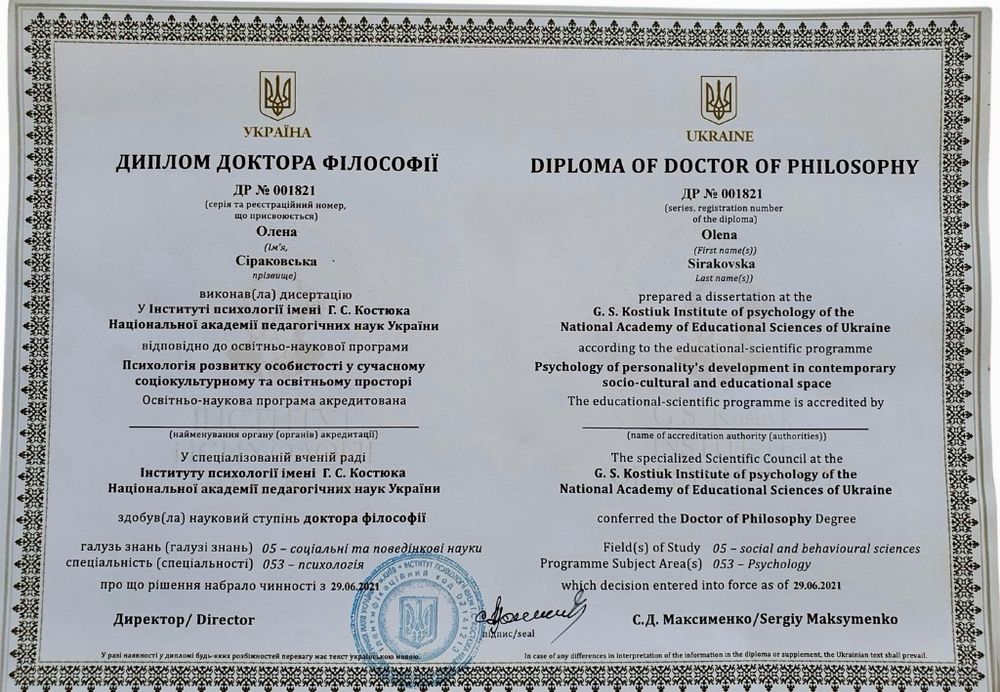 УКРАЇНА
ДИПЛОМ ДОКТОРА ФІЛОСОФІЇ
ДР № 001821
(серія та реєстраційний номер,
що присвоюється)
Олена
(Ім'я,
Сіраковська
прізвище)
виконав(ла) дисертацію
У Інституті психології імені Г. С. Костюка
Національної академії педагогічних наук України
відповідно до освітньо-наукової програми
Психологія розвитку особистості у сучасному
соціокультурному та освітньому просторі
Освітньо-наукова програма акредитована
(найменування органу (органів) акредитації)
У спеціалізованій вченій раді
Інституту психології імені Г. С. Костюка
Національної академії педагогічних наук України
здобув(ла) науковий ступінь доктора філософії
галузь знань (галузі знань) 05 – соціальні та поведінкові науки
спеціальність (спеціальності) 053 – психологія
про що рішення набрало чинності з 29.06.2021
Директор/ Director
підпис/seal
У разі наявності у дипломі будь-яких розбіжностей перевагу має текст українською мовою.
UKRAINE
DIPLOMA OF DOCTOR OF PHILOSOPHY
ДР № 001821
(series, registration number
of the diploma)
Olena
(First name(s))
Sirakovska
Last name(s))
prepared a dissertation at the
G. S. Kostiuk Institute of psychology of the
National Academy of Educational Sciences of Ukraine
according to the educational-scientific programme
Psychology of personality's development in contemporary
socio-cultural and educational space
The educational-scientific programme is accredited by
(name of accreditation authority (authorities))
The specialized Scientific Council at the
G. S. Kostiuk Institute of psychology of the
National Academy of Educational Sciences of Ukraine
conferred the Doctor of Philosophy Degree
Field(s) of Study 05 – social and behavioural sciences
Programme Subject Area(s) 053 – Psychology
which decision entered into force as of 29.06.2021
С.Д. Максименко/Sergiy Maksymenko
In case of any differences in interpretation of the information in the diploma or supplement, the Ukrainian text shall prevail.